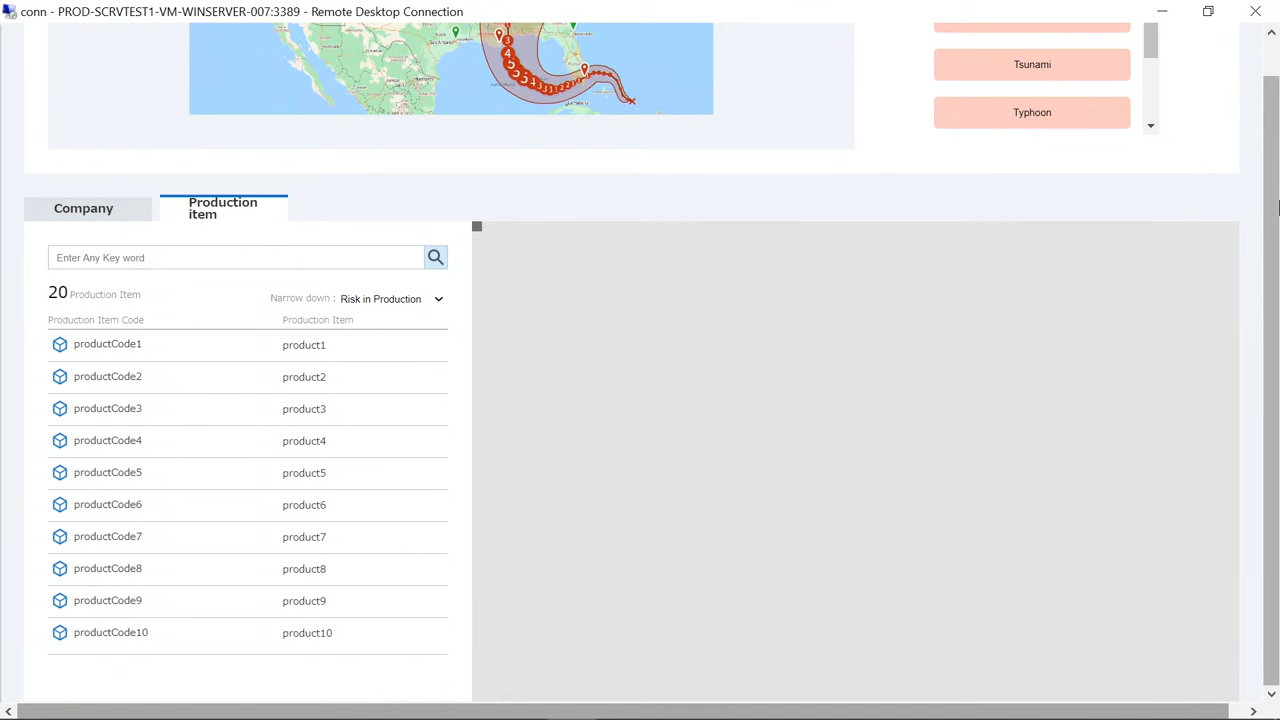 conn - PROD-SCRVTEST1-VM-WINSERVER-007:3389 - Remote Desktop Connection
Tsunami
Typhoon
Company
Production
item
Enter Any Key word
20 Production Item
Narrow down : Risk in Production
Production Item Code Production Item
productCode1 product1
productCode2 product2
productCode3 product3
productCode4 product4
productCode5 product5
productCode6 product6
productCode7 product7
productCode8 product8
productCode9 product9
productCode10 product10